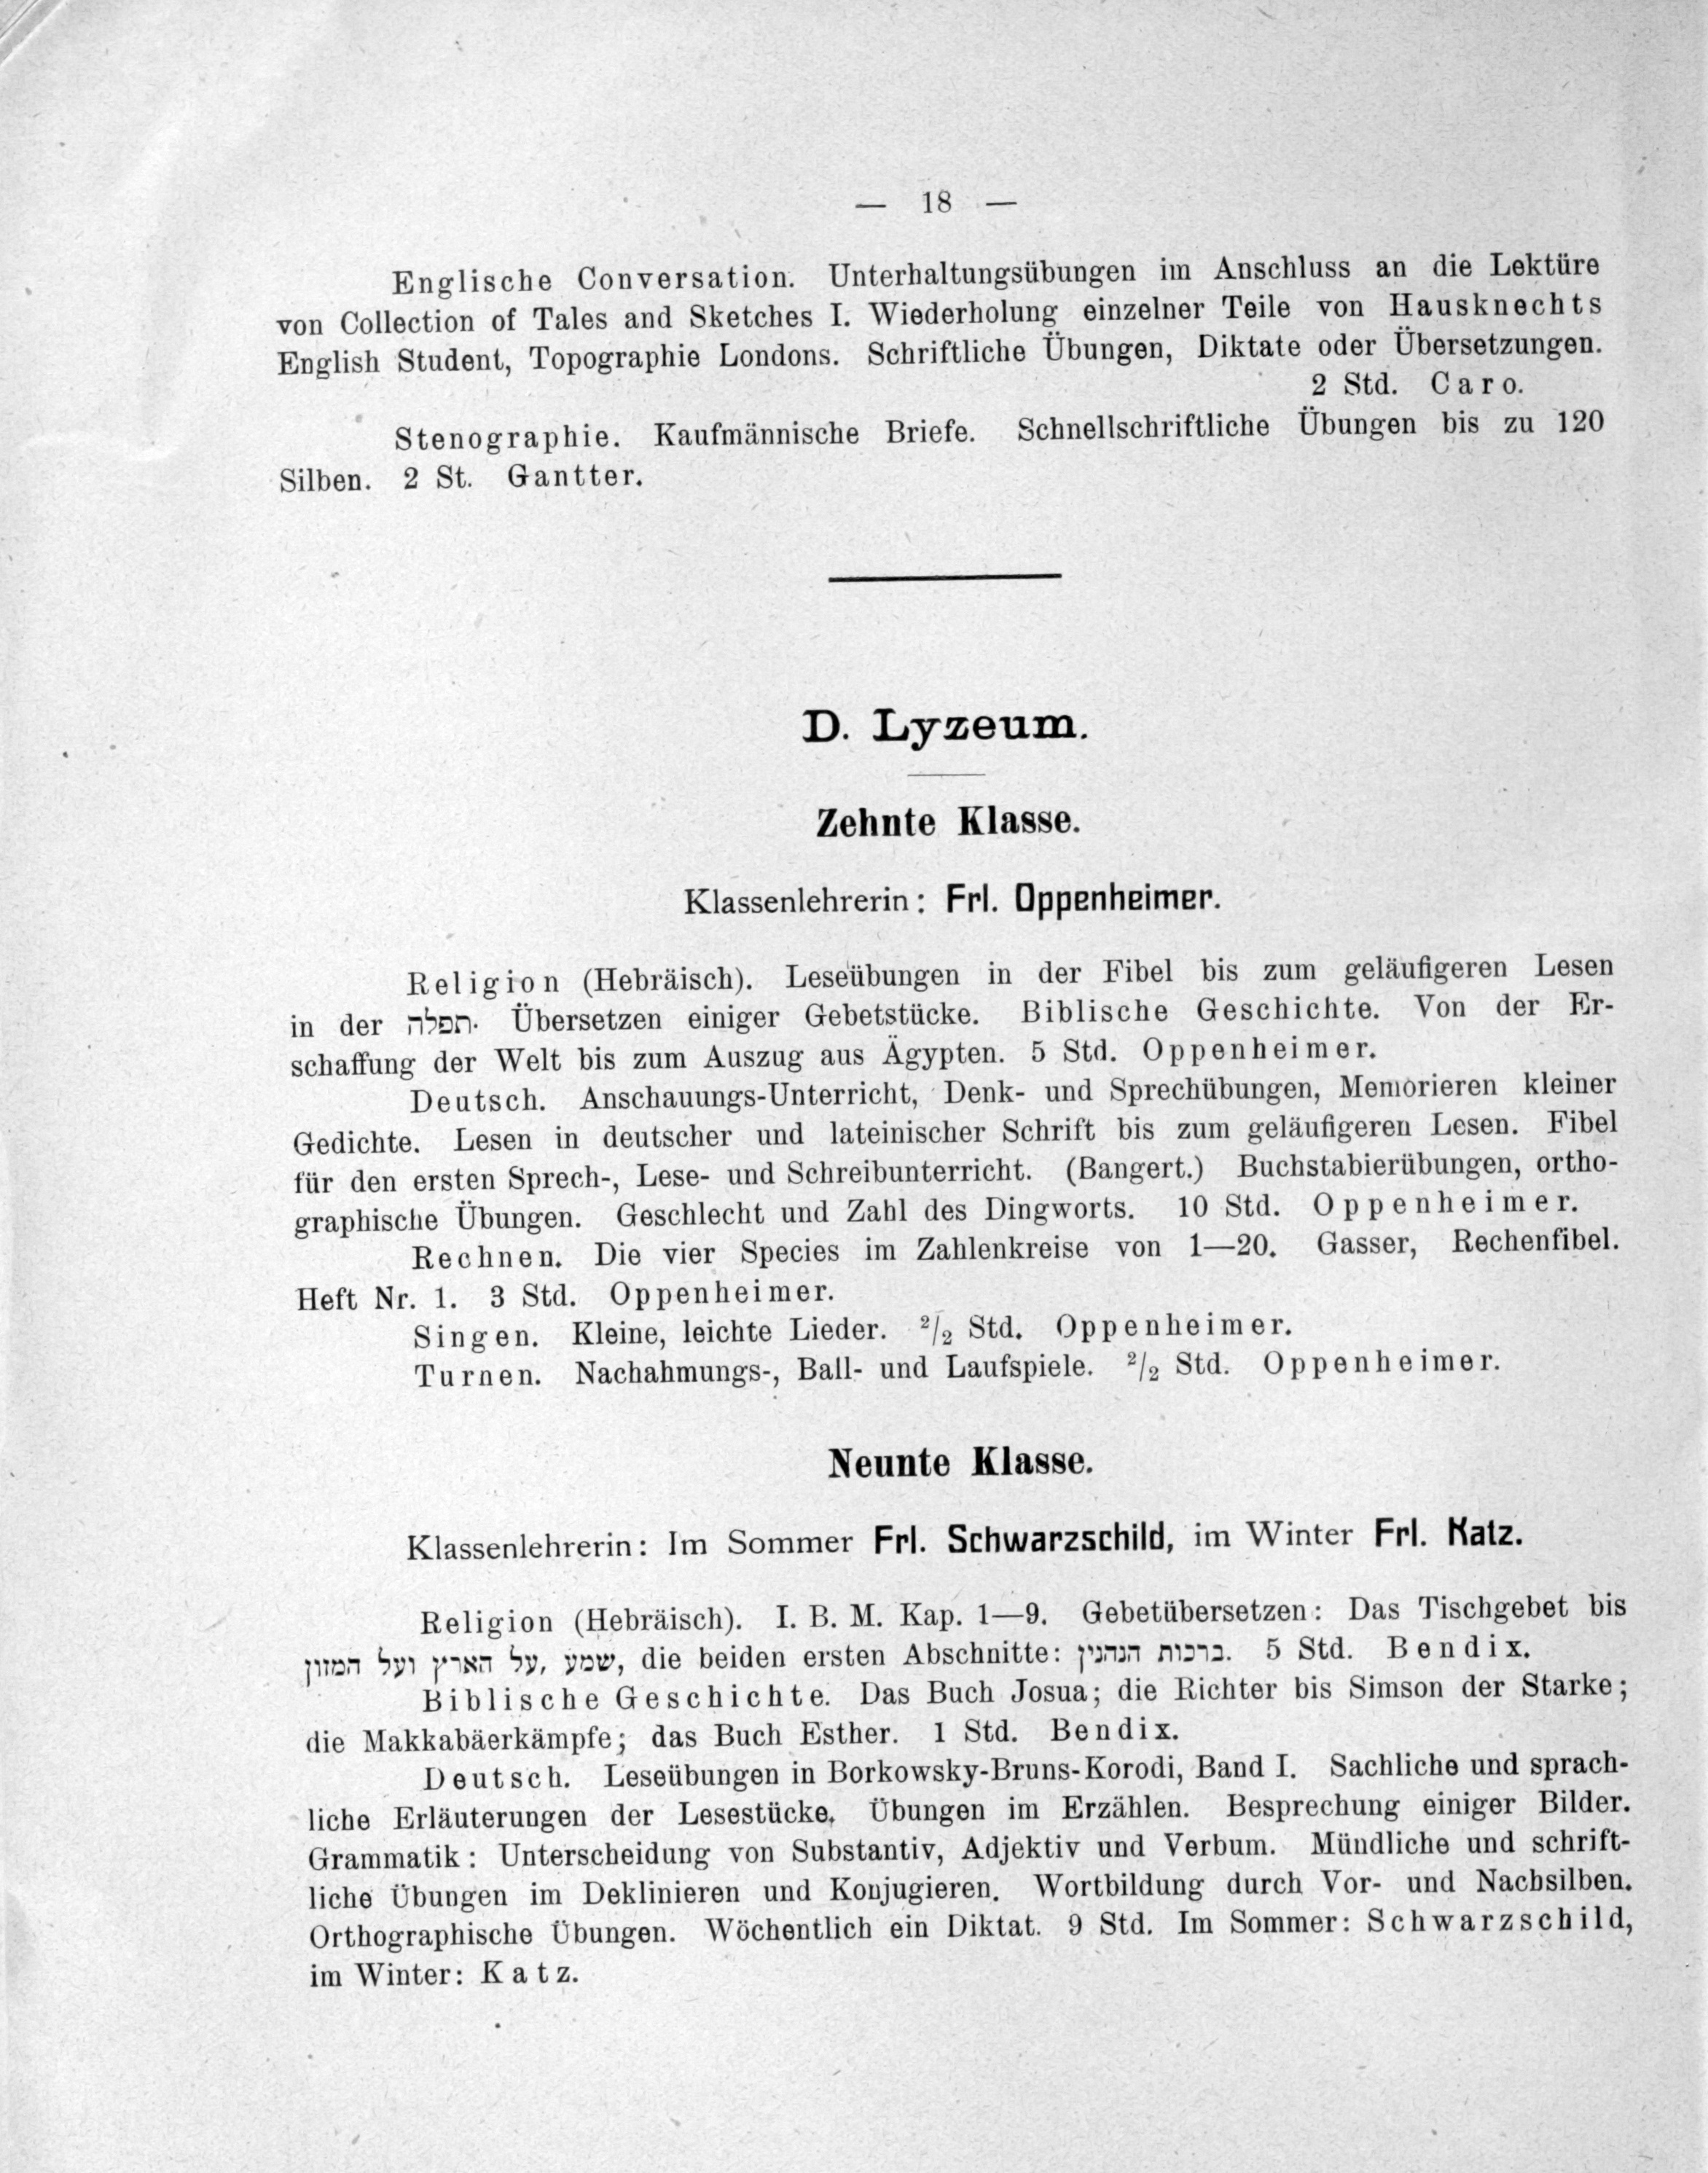 — 18 —
Englische Conversation. Unterhaltungsübungen im Anschluss an die Lektüre
von Collection of Tales and Sketches I. Wiederholung einzelner Teile von Hausknechts
English Student, Topographie Londons. Schriftliche Übungen, Diktate oder Übersetzungen.
2 Std. Caro.
Stenographie. Kaufmännische Briefe. Schnellschriftliche Übungen bis zu 120
Silben. 2 St. Gantter.
D. Lyzeum.
Zehnte Klasse.
Klassenlehrerin: Frl. Oppenheimer.
Religion (Hebräisch). Leseübungen in der Fibel bis zum geläufigeren Lesen
in der תפלה. Übersetzen einiger Gebetstücke. Biblische Geschichte. Von der Er-
schaffung der Welt bis zum Auszug aus Ägypten. 5 Std. Oppenheimer.
Deutsch. Anschauungs-Unterricht, Denk- und Sprechübungen, Memorieren kleiner
Gedichte. Lesen in deutscher und lateinischer Schrift bis zum geläufigeren Lesen. Fibel
für den ersten Sprech-, Lese- und Schreibunterricht. (Bangert.) Buchstabierübungen, ortho-
graphische Übungen. Geschlecht und Zahl des Dingworts. 10 Std. Oppenheimer.
Rechnen. Die vier Species im Zahlenkreise von 1—20. Gasser, Rechenfibel.
Heft Nr. 1. 3 Std. Oppenheimer.
Singen. Kleine, leichte Lieder. 2/2 Std. Oppenheimer.
Turnen. Nachahmungs-, Ball- und Laufspiele. 2/2 Std. Oppenheimer.
Neunte Klasse.
Klassenlehrerin: Im Sommer Frl. Schwarzschild, im Winter Frl. Katz.
Religion (Hebräisch). I. B. M. Kap. 1—9. Gebetübersetzen: Das Tischgebet bis
על הארץ ועל המזון, שמע, die beiden ersten Abschnitte: ברכות הנהנין. 5 Std. Bendix.
Biblische Geschichte. Das Buch Josua; die Richter bis Simson der Starke;
die Makkabäerkämpfe; das Buch Esther. 1 Std. Bendix.
Deutsch. Leseübungen in Borkowsky-Bruns-Korodi, Band I. Sachliche und sprach-
liche Erläuterungen der Lesestücke. Übungen im Erzählen. Besprechung einiger Bilder.
Grammatik: Unterscheidung von Substantiv, Adjektiv und Verbum. Mündliche und schrift-
liche Übungen im Deklinieren und Konjugieren. Wortbildung durch Vor- und Nachsilben.
Orthographische Übungen. Wöchentlich ein Diktat. 9 Std. Im Sommer: Schwarzschild,
im Winter: Katz.